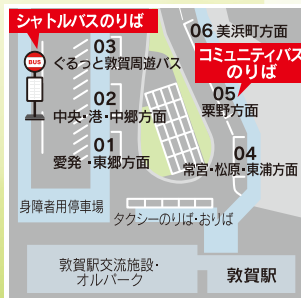 シャトルバスのりば
BUS
03
ぐるっと敦賀周遊バス
02
中央・港・中郷方面
01
愛発・東郷方面
身障者用停車場
06 美浜町方面
コミュニティバス
のりば
05
粟野方面
04
常宮・松原・東浦方面
タクシーのりば・おりば
敦賀駅交流施設・
オルパーク
敦賀駅